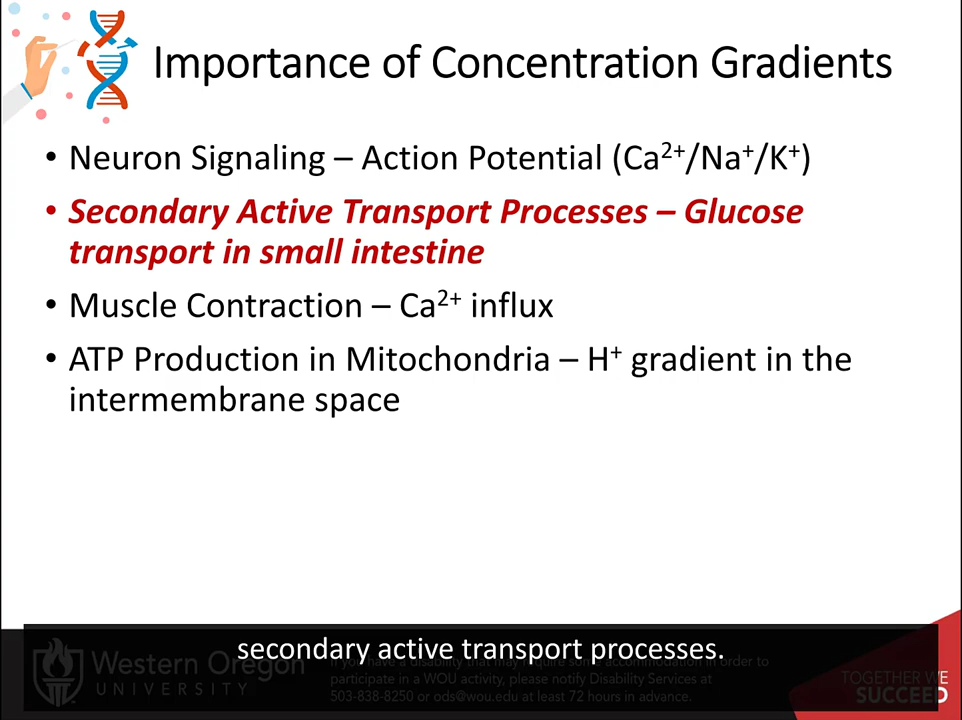 Importance of Concentration Gradients
• Neuron Signaling – Action Potential (Ca²⁺/Na⁺/K⁺)
• Secondary Active Transport Processes – Glucose
transport in small intestine
• Muscle Contraction – Ca²⁺ influx
• ATP Production in Mitochondria – H⁺ gradient in the
intermembrane space
secondary active transport processes.
Western Oregon
UNIVERSITY
If you have a disability that may require some accommodation in order to
participate in a WOU activity, please notify Disability Services at
503-838-8250 or ods@wou.edu at least 72 hours in advance.
TOGETHER WE
SUCCEED